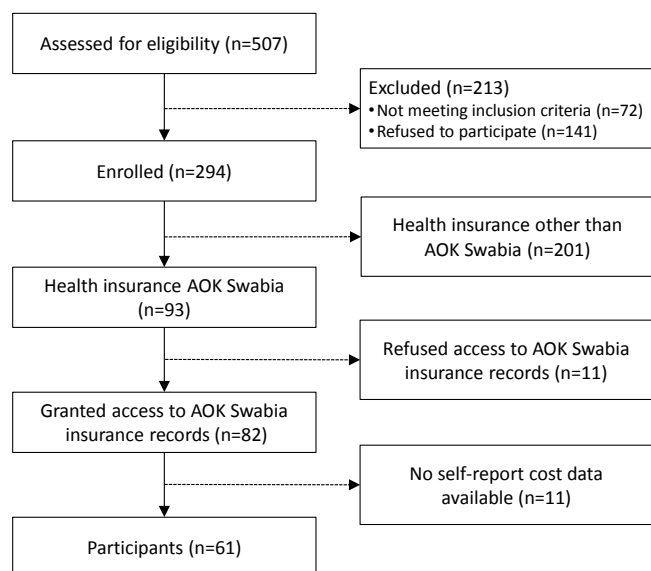 Assessed for eligibility (n=507)
Excluded (n=213)
•Not meeting inclusion criteria (n=72)
•Refused to participate (n=141)
Enrolled (n=294)
Health insurance other than
AOK Swabia (n=201)
Health insurance AOK Swabia
(n=93)
Refused access to AOK Swabia
insurance records (n=11)
Granted access to AOK Swabia
insurance records (n=82)
No self-report cost data
available (n=11)
Participants (n=61)